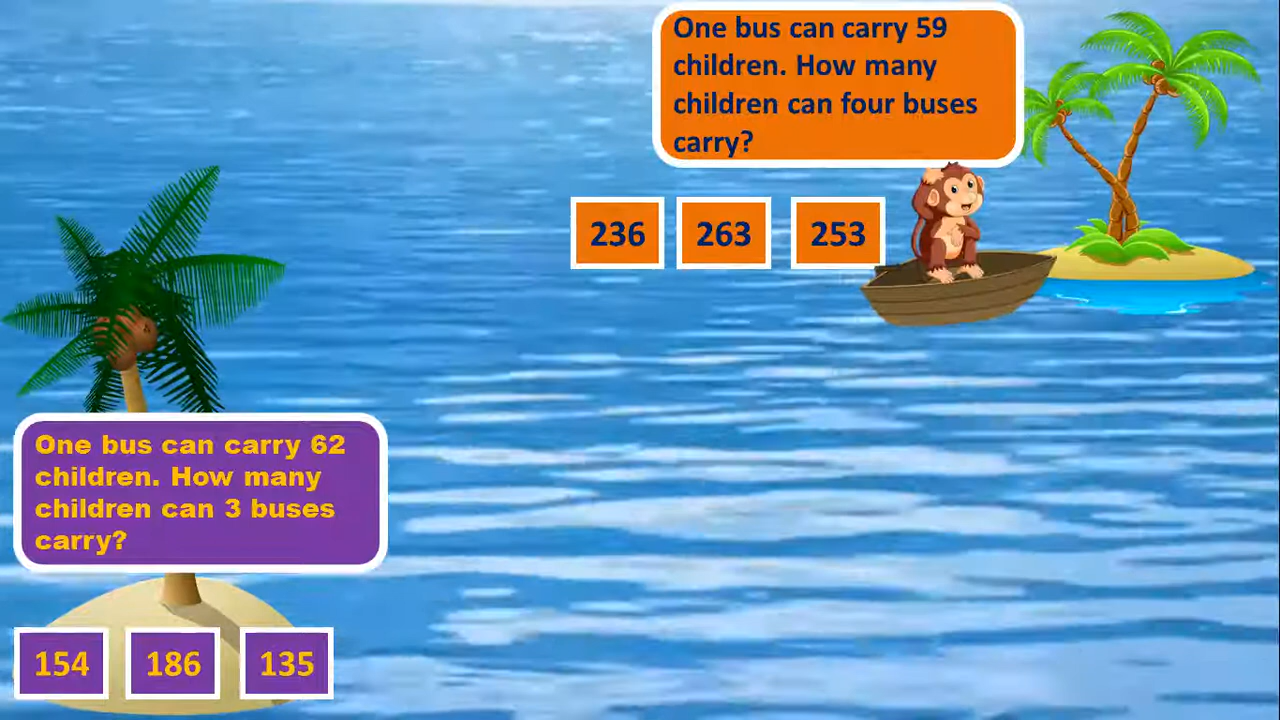 One bus can carry 59
children. How many
children can four buses
carry?
236 263 253
One bus can carry 62
children. How many
children can 3 buses
carry?
154 186 135